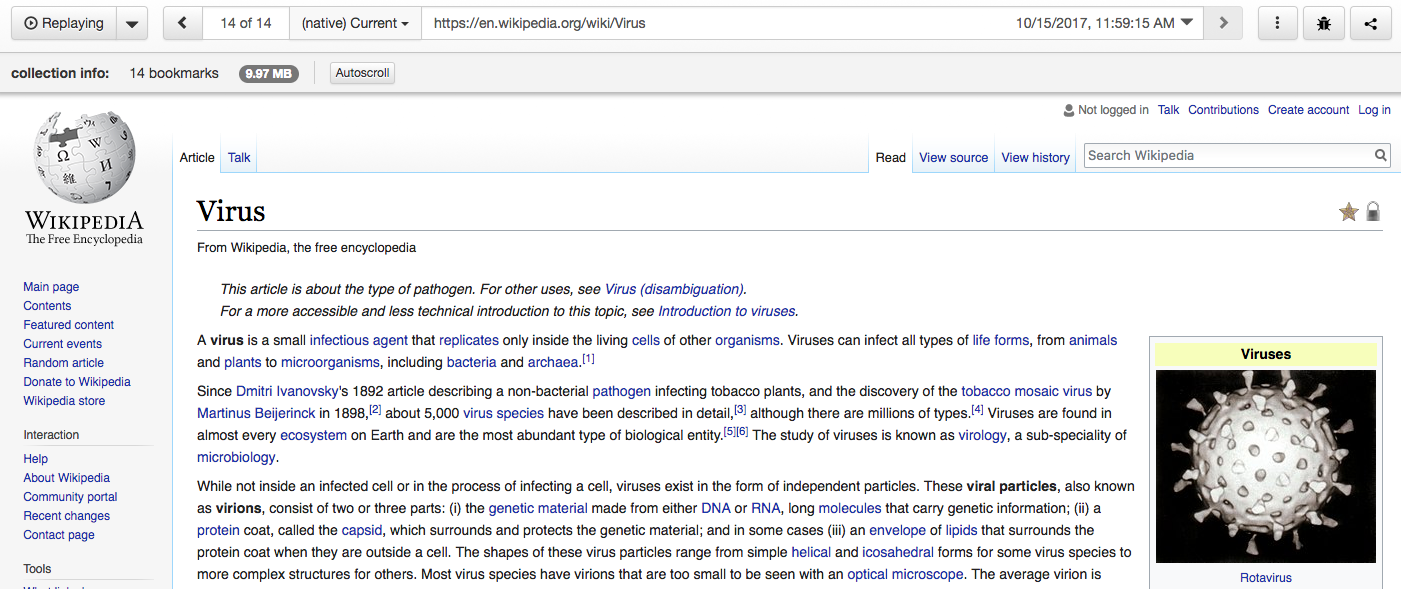 Replaying
14 of 14
(native) Current
https://en.wikipedia.org/wiki/Virus
10/15/2017, 11:59:15 AM
collection info:
14 bookmarks
9.97 MB
Autoscroll
Not logged in Talk Contributions Create account Log in
Article Talk
Read View source View history
Search Wikipedia
Ω W И 維 7
WIKIPEDIA
The Free Encyclopedia
Main page
Contents
Featured content
Current events
Random article
Donate to Wikipedia
Wikipedia store
Interaction
Help
About Wikipedia
Community portal
Recent changes
Contact page
Tools
Virus
From Wikipedia, the free encyclopedia
This article is about the type of pathogen. For other uses, see Virus (disambiguation).
For a more accessible and less technical introduction to this topic, see Introduction to viruses.
A virus is a small infectious agent that replicates only inside the living cells of other organisms. Viruses can infect all types of life forms, from animals
and plants to microorganisms, including bacteria and archaea.[1]
Since Dmitri Ivanovsky's 1892 article describing a non-bacterial pathogen infecting tobacco plants, and the discovery of the tobacco mosaic virus by
Martinus Beijerinck in 1898,[2] about 5,000 virus species have been described in detail,[3] although there are millions of types.[4] Viruses are found in
almost every ecosystem on Earth and are the most abundant type of biological entity.[5][6] The study of viruses is known as virology, a sub-speciality of
microbiology.
While not inside an infected cell or in the process of infecting a cell, viruses exist in the form of independent particles. These viral particles, also known
as virions, consist of two or three parts: (i) the genetic material made from either DNA or RNA, long molecules that carry genetic information; (ii) a
protein coat, called the capsid, which surrounds and protects the genetic material; and in some cases (iii) an envelope of lipids that surrounds the
protein coat when they are outside a cell. The shapes of these virus particles range from simple helical and icosahedral forms for some virus species to
more complex structures for others. Most virus species have virions that are too small to be seen with an optical microscope. The average virion is
Viruses
Rotavirus